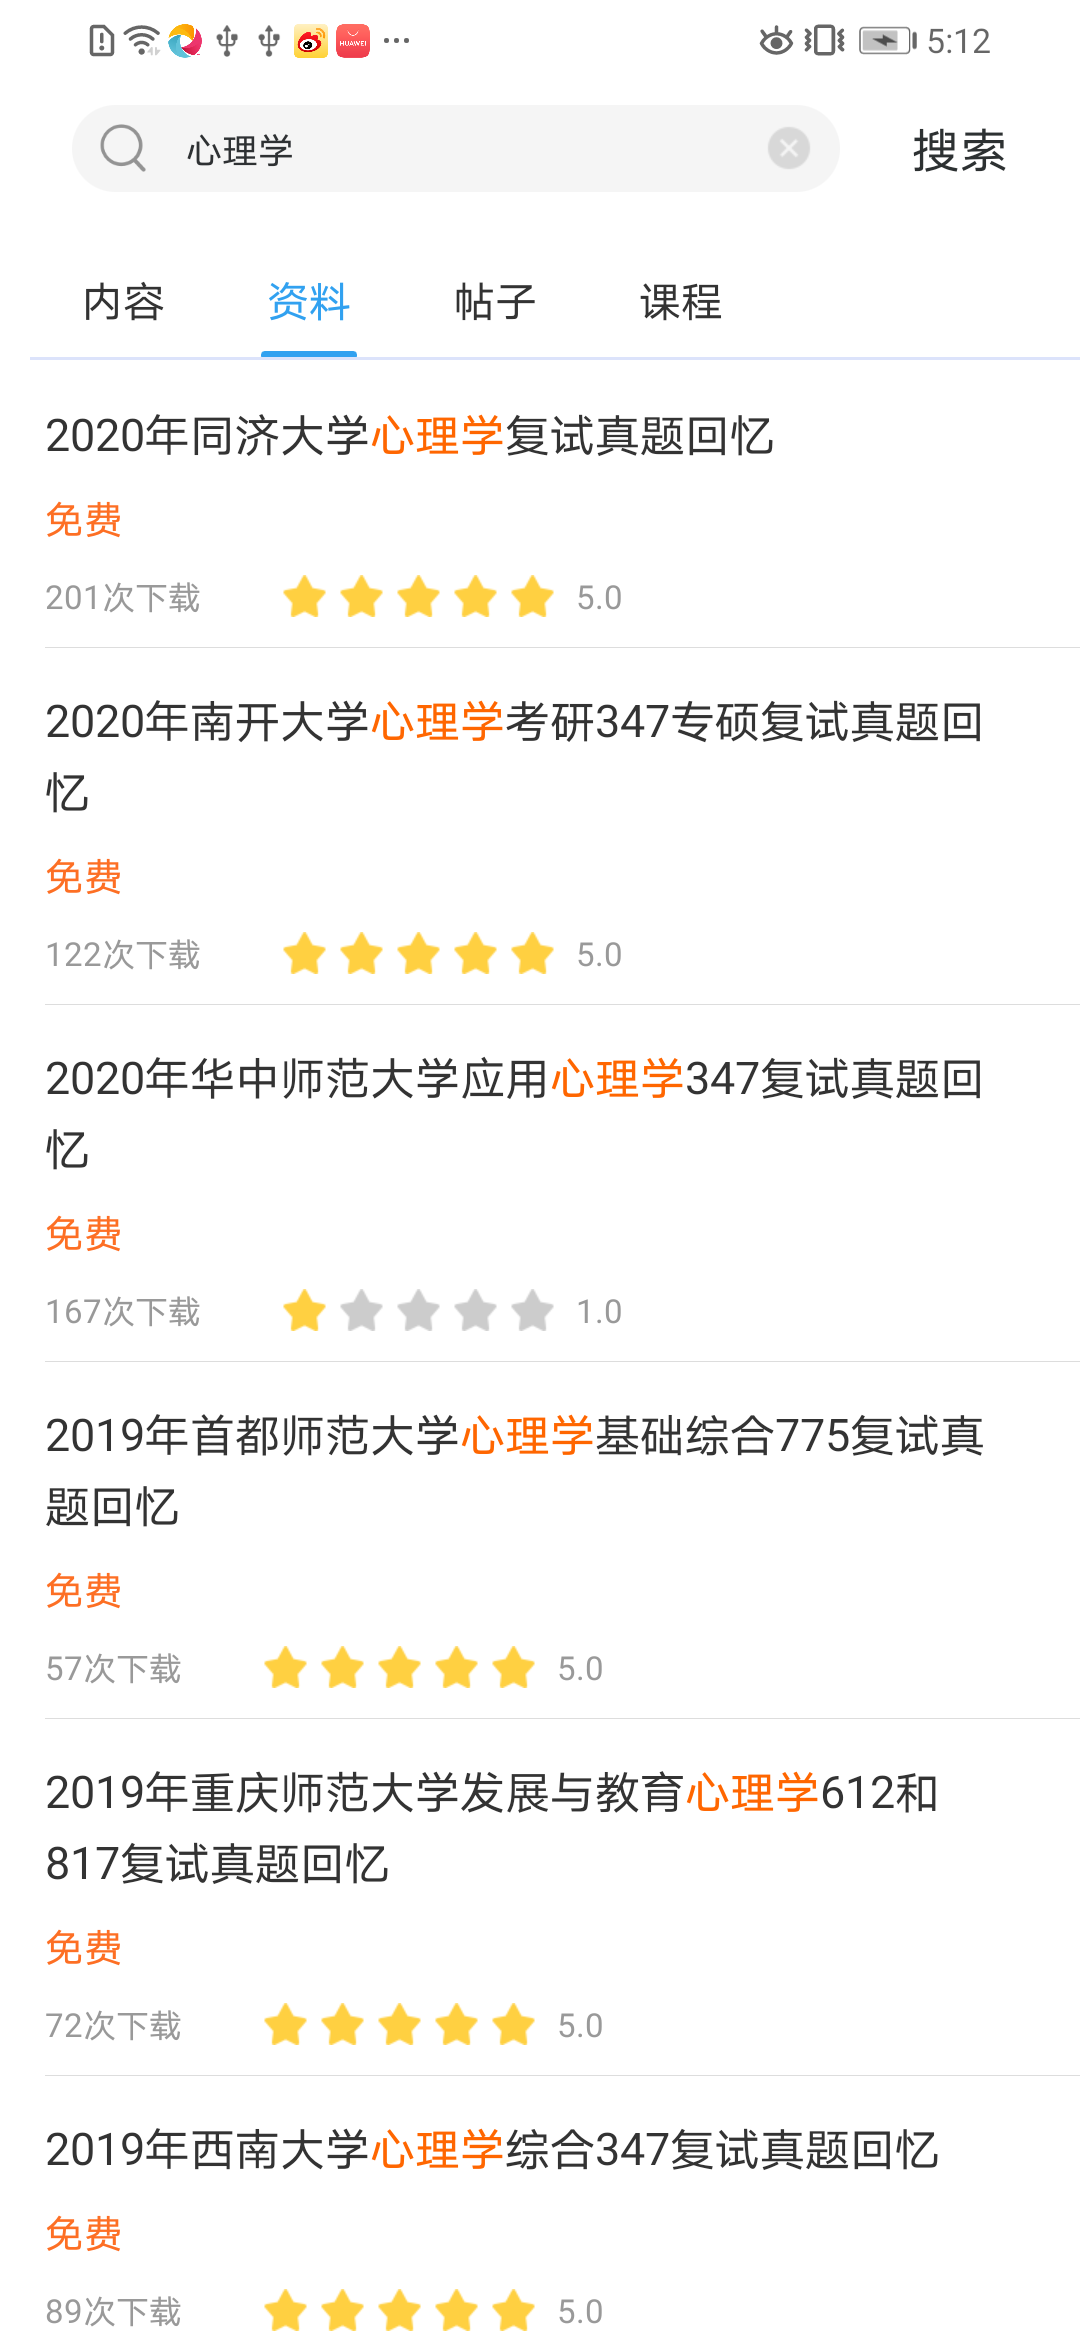 5:12
心理学
搜索
内容 资料 帖子 课程
2020年同济大学心理学复试真题回忆
免费
201次下载 5.0
2020年南开大学心理学考研347专硕复试真题回
忆
免费
122次下载 5.0
2020年华中师范大学应用心理学347复试真题回
忆
免费
167次下载 1.0
2019年首都师范大学心理学基础综合775复试真
题回忆
免费
57次下载 5.0
2019年重庆师范大学发展与教育心理学612和
817复试真题回忆
免费
72次下载 5.0
2019年西南大学心理学综合347复试真题回忆
免费
89次下载 5.0